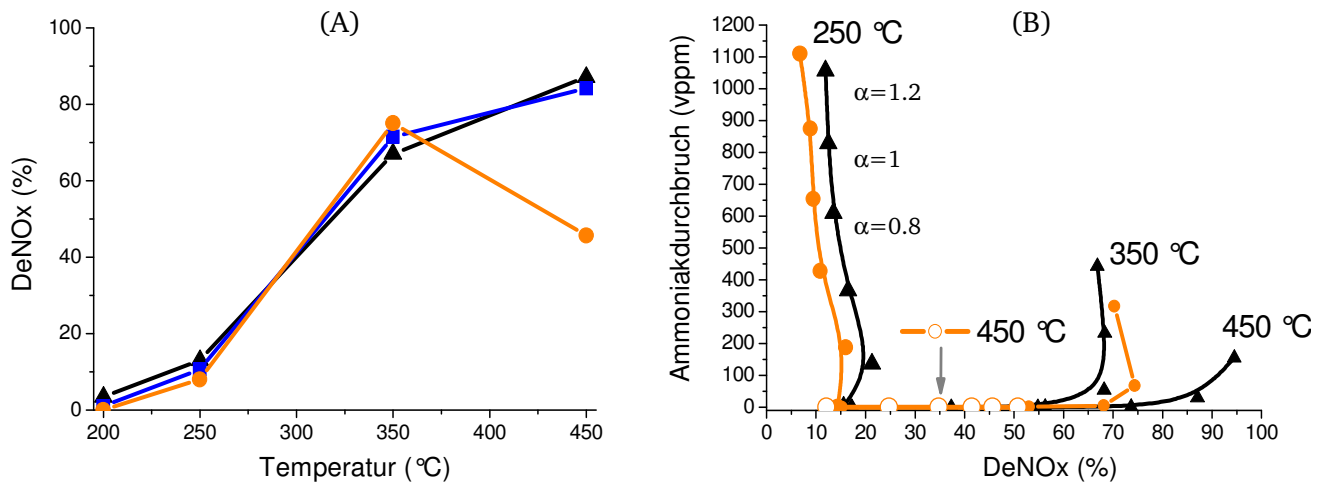 (A)
100
80
60
40
20
0
DeNOx (%)
200 250 300 350 400 450
Temperatur (°C)
(B)
1200
1100
1000
900
800
700
600
500
400
300
200
100
0
Ammoniakdurchbruch (vppm)
250 °C
α=1.2
α=1
α=0.8
350 °C
450 °C
450 °C
0 10 20 30 40 50 60 70 80 90 100
DeNOx (%)